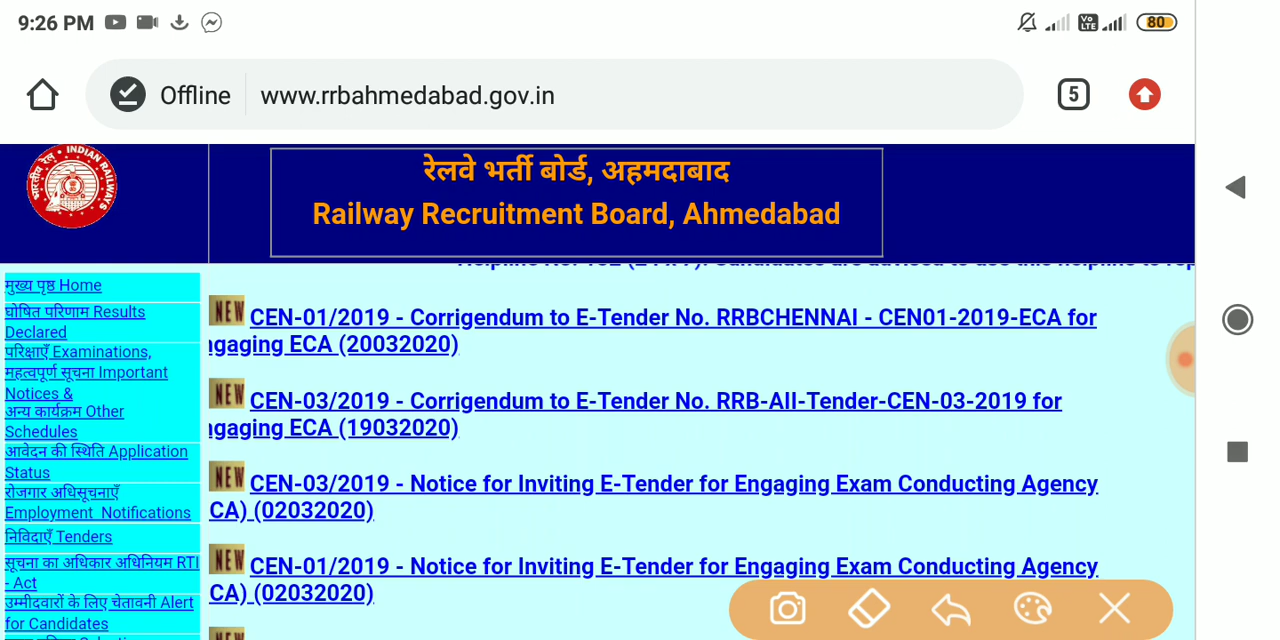 9:26 PM
Vo LTE
80
Offline
www.rrbahmedabad.gov.in
5
भारतीय रेल • INDIAN RAILWAYS
रेलवे भर्ती बोर्ड, अहमदाबाद
Railway Recruitment Board, Ahmedabad
मुख्य पृष्ठ Home
घोषित परिणाम Results
Declared
परिक्षाएँ Examinations,
महत्वपूर्ण सूचना Important
Notices &
अन्य कार्यक्रम Other
Schedules
आवेदन की स्थिति Application
Status
रोजगार अधिसूचनाएँ
Employment Notifications
निविदाएँ Tenders
सूचना का अधिकार अधिनियम RTI
- Act
उम्मीदवारों के लिए चेतावनी Alert
for Candidates
NEW CEN-01/2019 - Corrigendum to E-Tender No. RRBCHENNAI - CEN01-2019-ECA for
ngaging ECA (20032020)
NEW CEN-03/2019 - Corrigendum to E-Tender No. RRB-AII-Tender-CEN-03-2019 for
ngaging ECA (19032020)
NEW CEN-03/2019 - Notice for Inviting E-Tender for Engaging Exam Conducting Agency
CA) (02032020)
NEW CEN-01/2019 - Notice for Inviting E-Tender for Engaging Exam Conducting Agency
CA) (02032020)